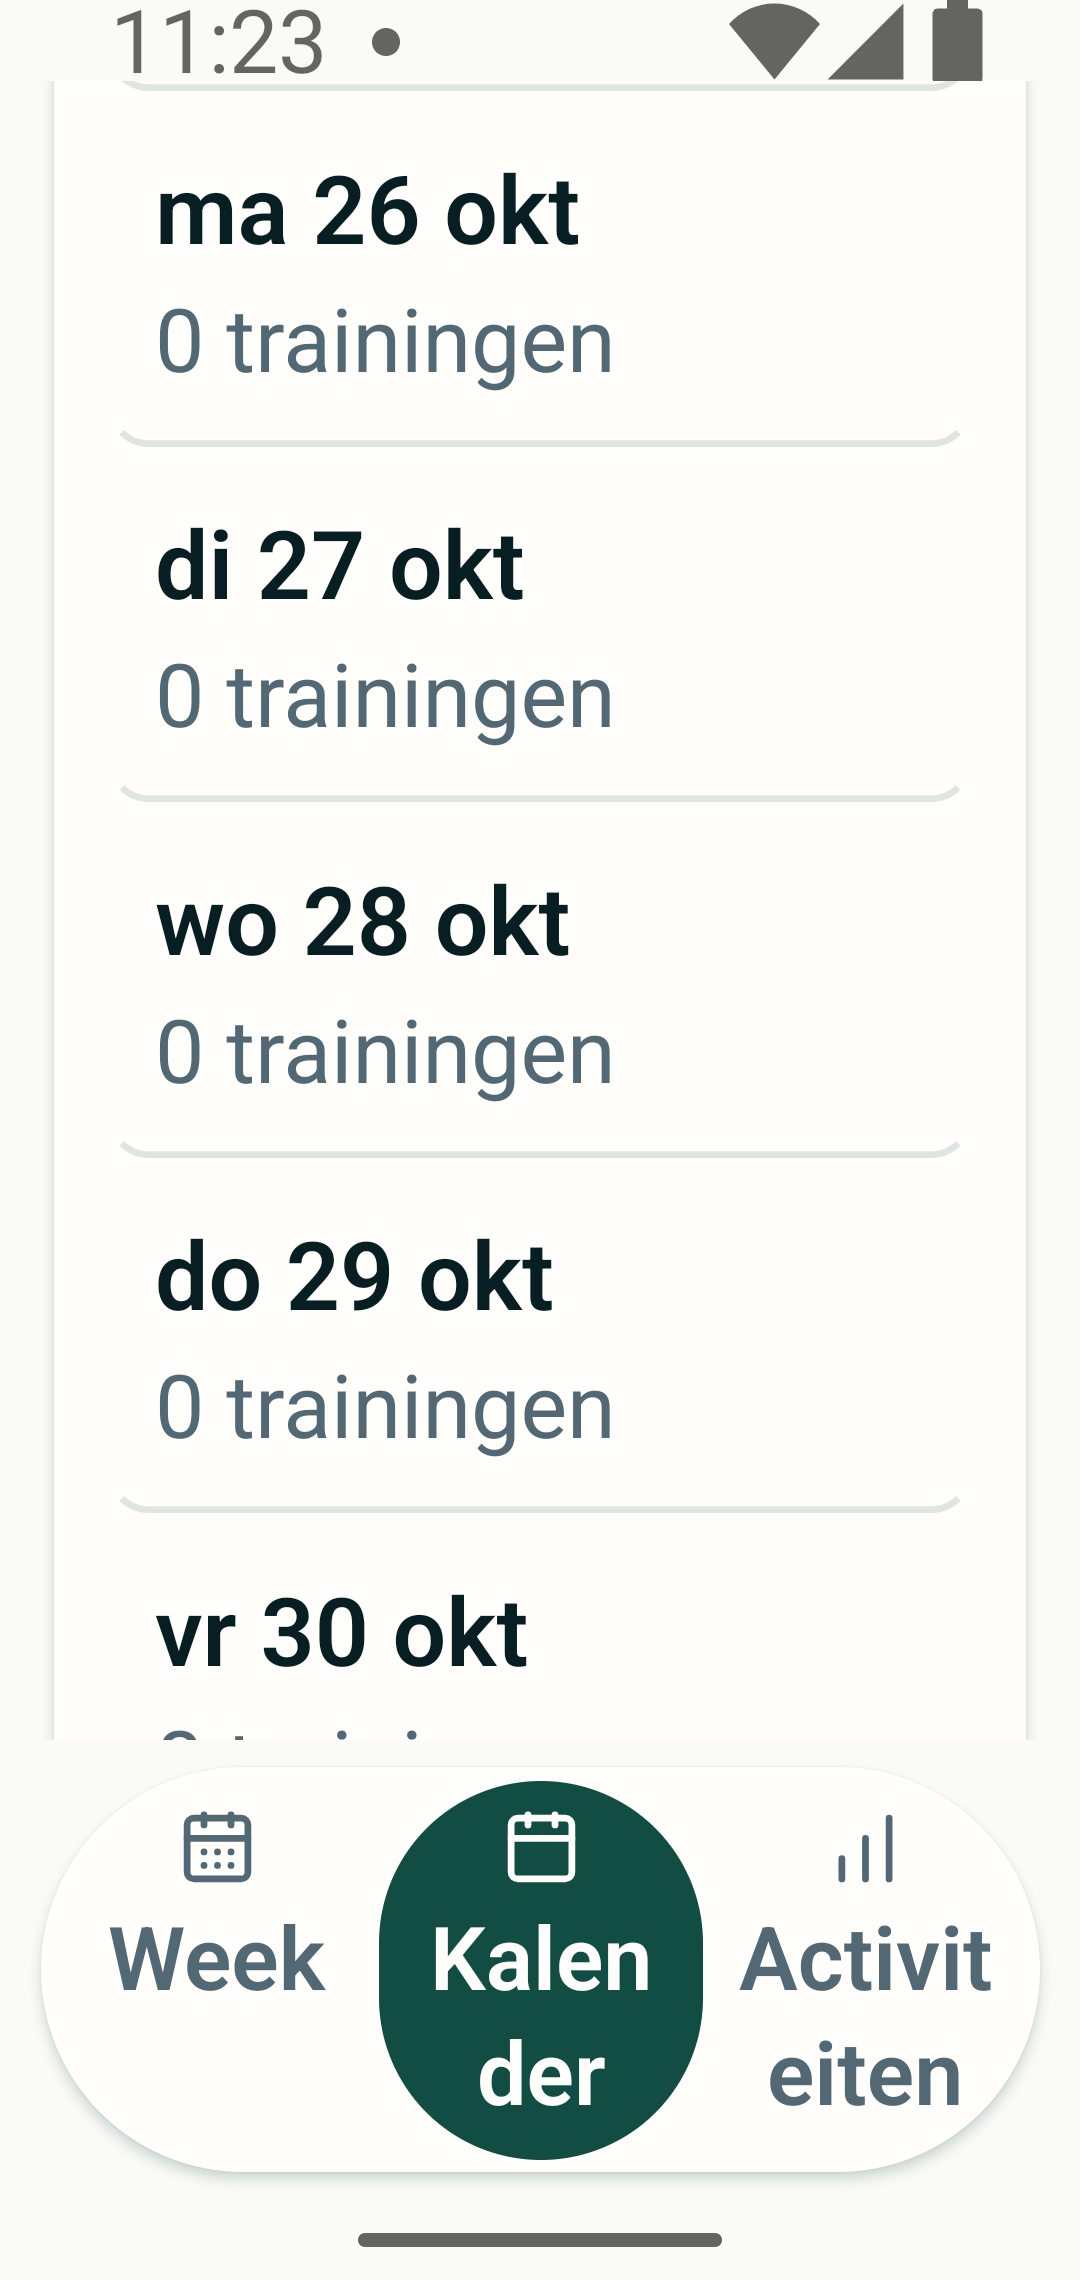 11:23
ma 26 okt
0 trainingen
di 27 okt
0 trainingen
wo 28 okt
0 trainingen
do 29 okt
0 trainingen
vr 30 okt
Week
Kalen
der
Activit
eiten